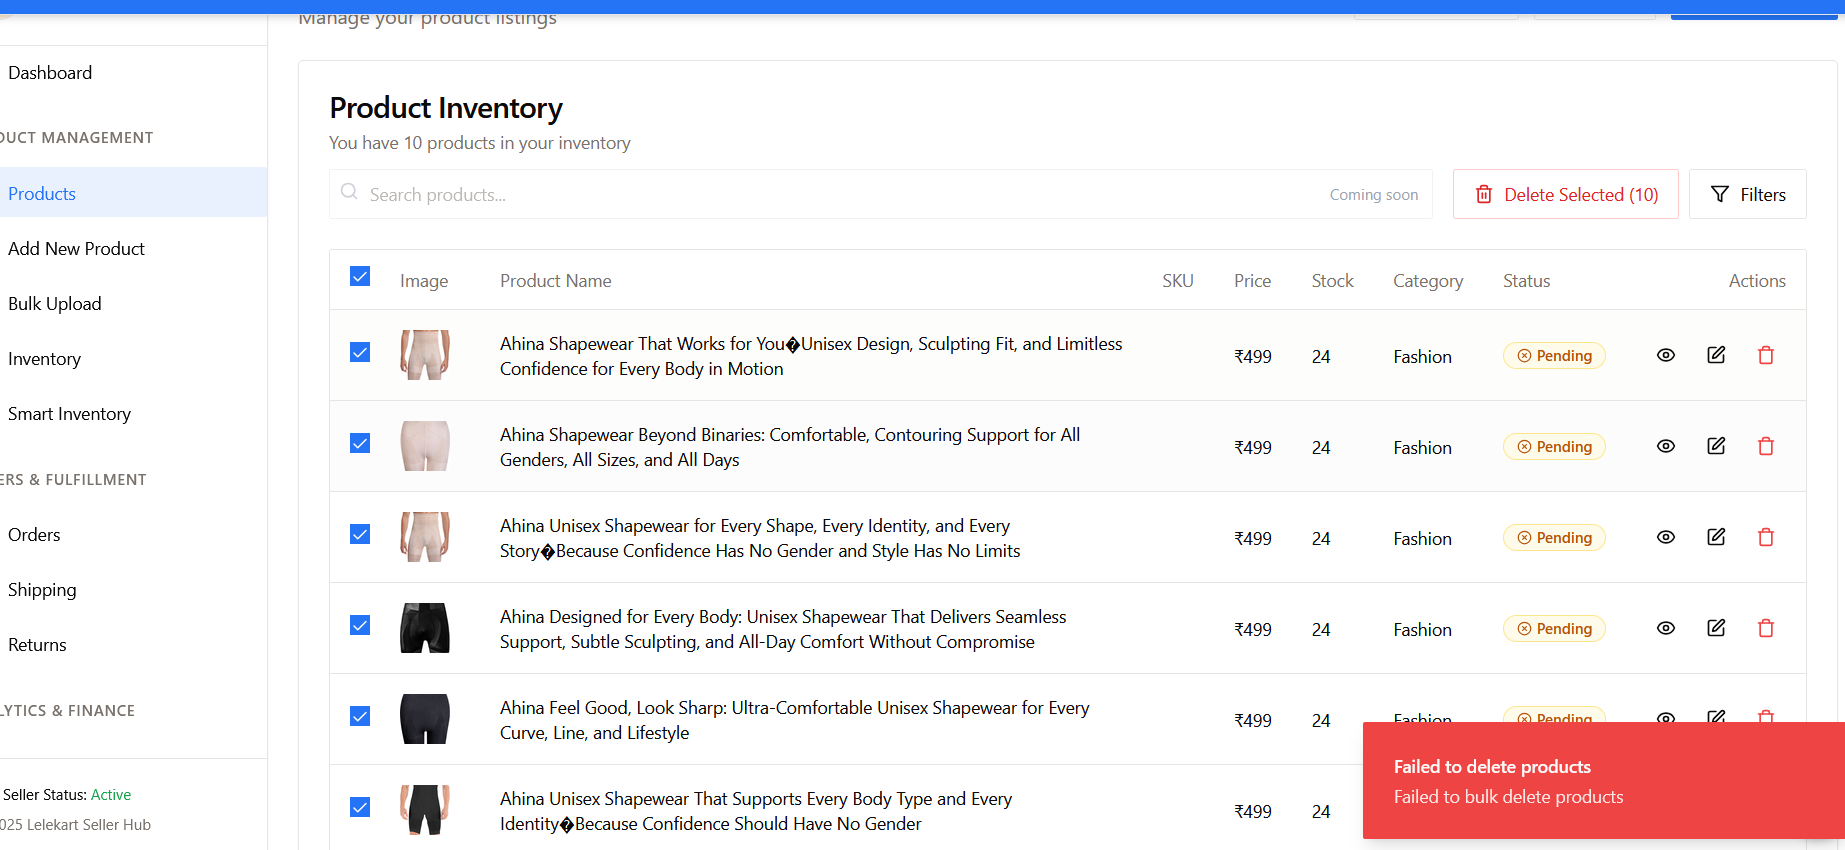 Manage your product listings
Dashboard
DUCT MANAGEMENT
Products
Add New Product
Bulk Upload
Inventory
Smart Inventory
ERS & FULFILLMENT
Orders
Shipping
Returns
LYTICS & FINANCE
Seller Status: Active
025 Lelekart Seller Hub
Product Inventory
You have 10 products in your inventory
Search products...
Coming soon
Delete Selected (10)
Filters
Image Product Name SKU Price Stock Category Status Actions
Ahina Shapewear That Works for You�Unisex Design, Sculpting Fit, and Limitless
Confidence for Every Body in Motion
₹499 24 Fashion Pending
Ahina Shapewear Beyond Binaries: Comfortable, Contouring Support for All
Genders, All Sizes, and All Days
₹499 24 Fashion Pending
Ahina Unisex Shapewear for Every Shape, Every Identity, and Every
Story�Because Confidence Has No Gender and Style Has No Limits
₹499 24 Fashion Pending
Ahina Designed for Every Body: Unisex Shapewear That Delivers Seamless
Support, Subtle Sculpting, and All-Day Comfort Without Compromise
₹499 24 Fashion Pending
Ahina Feel Good, Look Sharp: Ultra-Comfortable Unisex Shapewear for Every
Curve, Line, and Lifestyle
₹499 24 Fashion Pending
Ahina Unisex Shapewear That Supports Every Body Type and Every
Identity�Because Confidence Should Have No Gender
₹499 24
Failed to delete products
Failed to bulk delete products